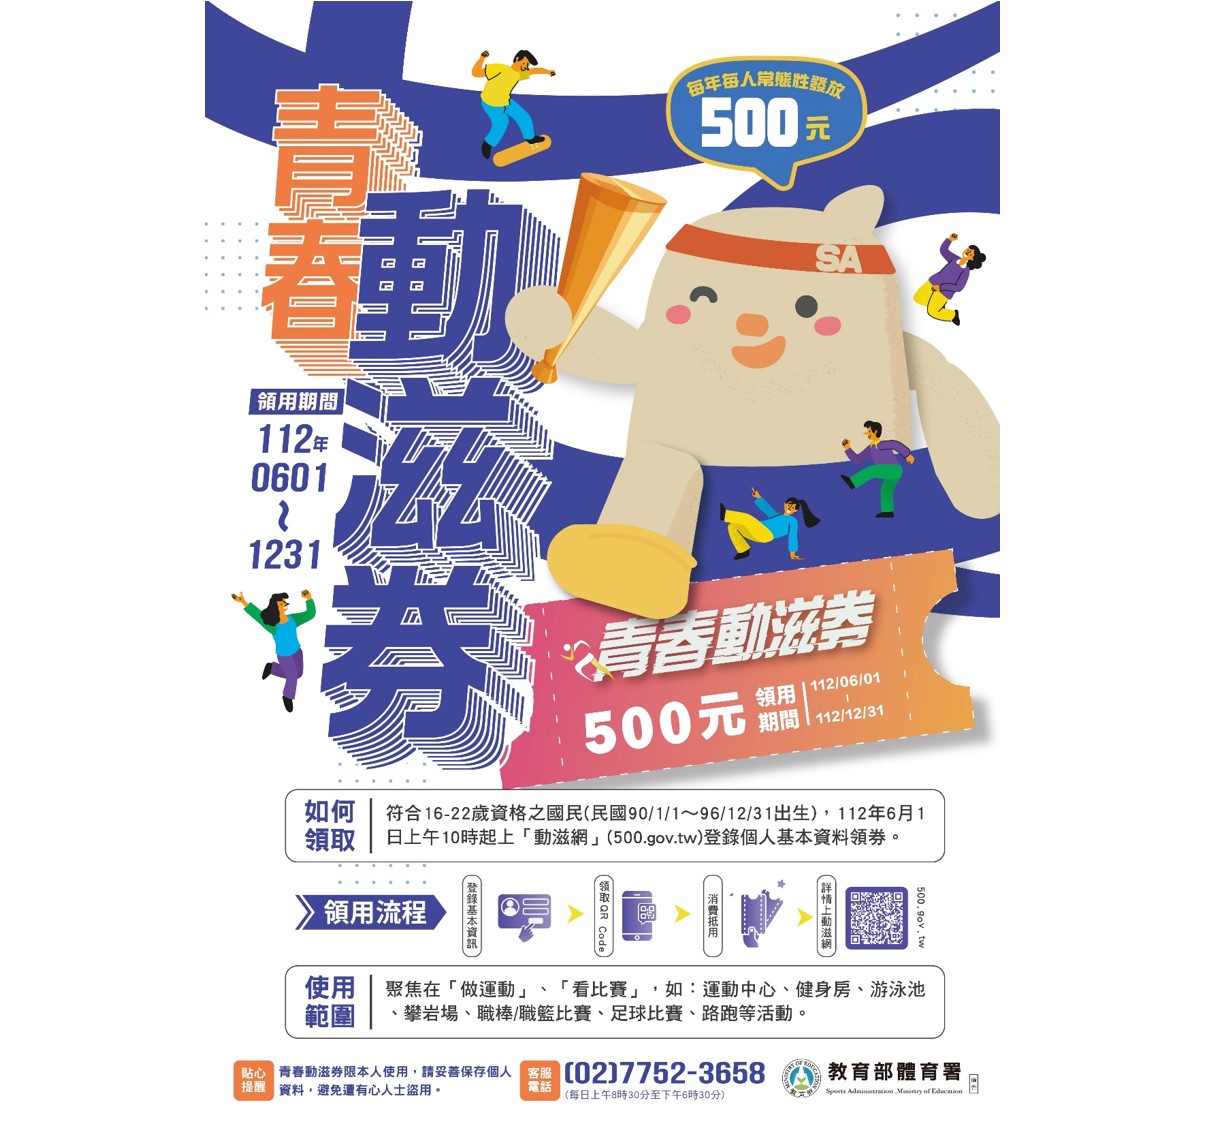 每年每人常態性發放
500元
青春
動滋券
領用期間
112年
0601
~
1231
SA
青春動滋券
500元
領用
期間
112/06/01
112/12/31
如何
領取
符合16-22歲資格之國民(民國90/1/1~96/12/31出生)，112年6月1
日上午10時起上「動滋網」(500.gov.tw)登錄個人基本資料領券。
領用流程
登錄基本資訊
領取QR Code
消費抵用
詳情上動滋網
500.gov.tw
使用
範圍
聚焦在「做運動」、「看比賽」，如：運動中心、健身房、游泳池
、攀岩場、職棒/職籃比賽、足球比賽、路跑等活動。
貼心
提醒
青春動滋券限本人使用，請妥善保存個人
資料，避免遭有心人士盜用。
客服
電話
(02)7752-3658
(每日上午8時30分至下午6時30分)
教育部體育署
Sports Administration ,Ministry of Education